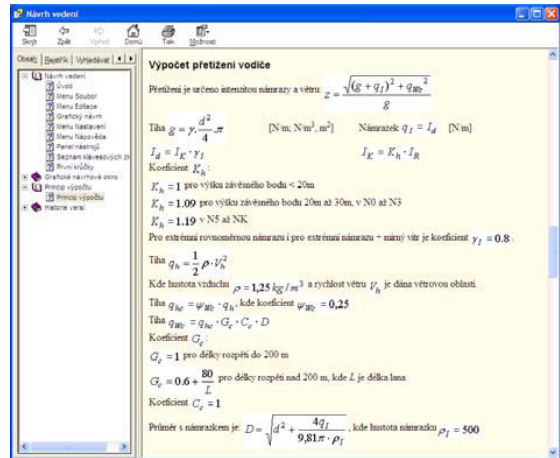 Návrh vedení
Skrýt Zpět Vpřed Domů Tisk Možnosti
Obsah Rejstřík Vyhledávat
Návrh vedení
Úvod
Menu Soubor
Menu Editace
Grafický návrh
Menu Nastavení
Menu Nápověda
Panel nástrojů
Seznam klávesových zk
První krůčky
Grafické návrhové okno
Princip výpočtu
Princip výpočtu
Historie verzí
Výpočet přetížení vodiče
Přetížení je určeno intenzitou námrazy a větru: z = √((g + q_I)² + q_Wc²) / g
Tíha g = γ · d²/4 · π [N/m; N/m³, m²] Námrazek q_I = I_d [N/m]
I_d = I_K · γ_I I_K = K_h · I_R
Koeficient K_h:
K_h = 1 pro výšku závěsného bodu < 20m
K_h = 1.09 pro výšku závěsného bodu 20m až 30m, v N0 až N3
K_h = 1.19 v N5 až NK
Pro extrémní rovnoměrnou námrazu i pro extrémní námrazu + mírný vítr je koeficient γ_I = 0.8 .
Tíha q_h = 1/2 ρ · V_h²
Kde hustota vzduchu ρ = 1,25 kg / m³ a rychlost větru V_h je dána větrovou oblastí.
Tíha q_hc = ψ_Wc · q_h , kde koeficient ψ_Wc = 0,25
Tíha q_Wc = q_hc · G_c · C_c · D
Koeficient G_c :
G_c = 1 pro délky rozpětí do 200 m
G_c = 0.6 + 80/L pro délky rozpětí nad 200 m, kde L je délka lana
Koeficient C_c = 1
Průměr s námrazkem je: D = √(d² + 4q_I / (9,81π · ρ_I)) , kde hustota námrazku ρ_I = 500